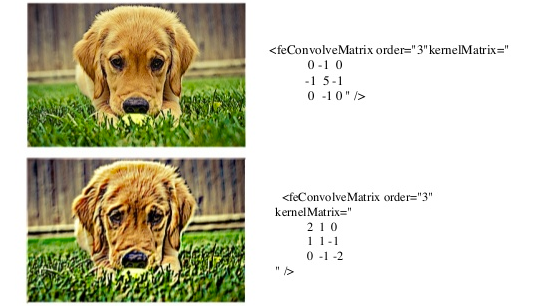 <feConvolveMatrix order="3"kernelMatrix="
0 -1 0
-1 5 -1
0 -1 0 " />
<feConvolveMatrix order="3"
kernelMatrix="
2 1 0
1 1 -1
0 -1 -2
" />